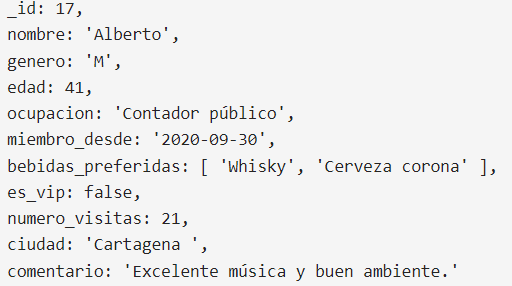 _id: 17,
nombre: 'Alberto',
genero: 'M',
edad: 41,
ocupacion: 'Contador público',
miembro_desde: '2020-09-30',
bebidas_preferidas: [ 'Whisky', 'Cerveza corona' ],
es_vip: false,
numero_visitas: 21,
ciudad: 'Cartagena ',
comentario: 'Excelente música y buen ambiente.'